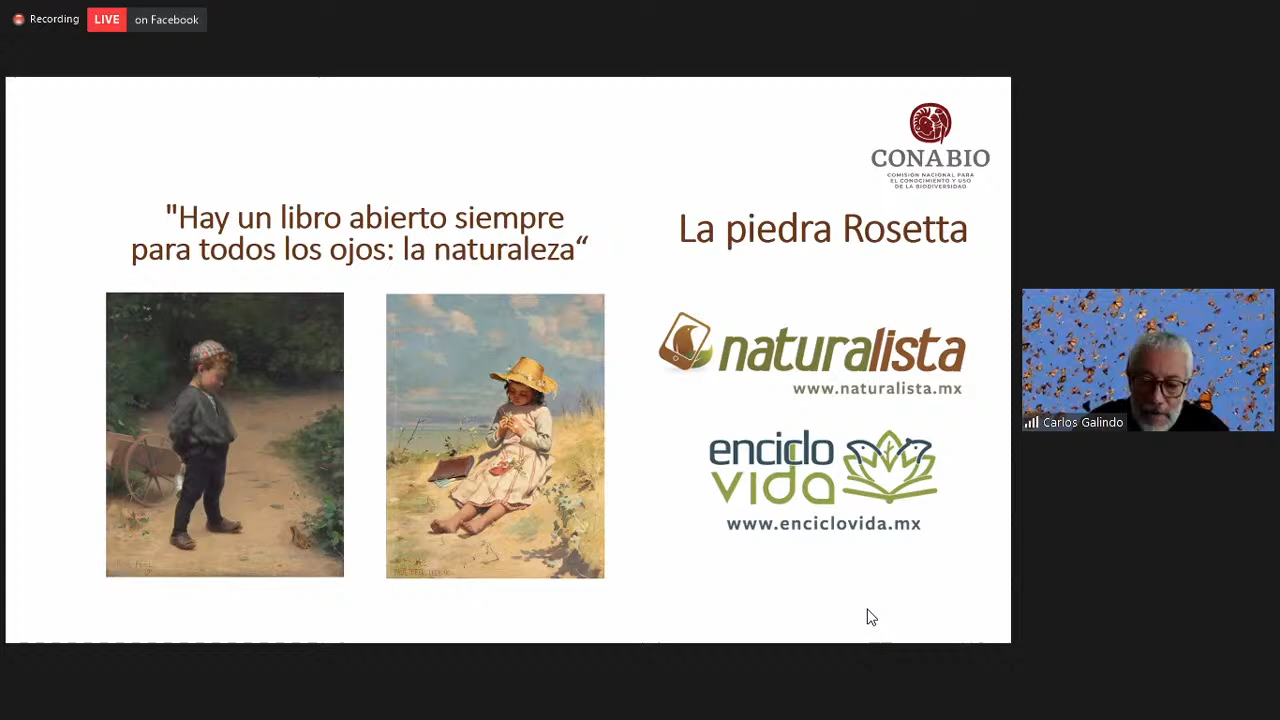 Recording
LIVE on Facebook
CONABIO
COMISIÓN NACIONAL PARA
EL CONOCIMIENTO Y USO
DE LA BIODIVERSIDAD
"Hay un libro abierto siempre
para todos los ojos: la naturaleza“
La piedra Rosetta
naturalista
www.naturalista.mx
enciclo
vida
www.enciclovida.mx
Carlos Galindo